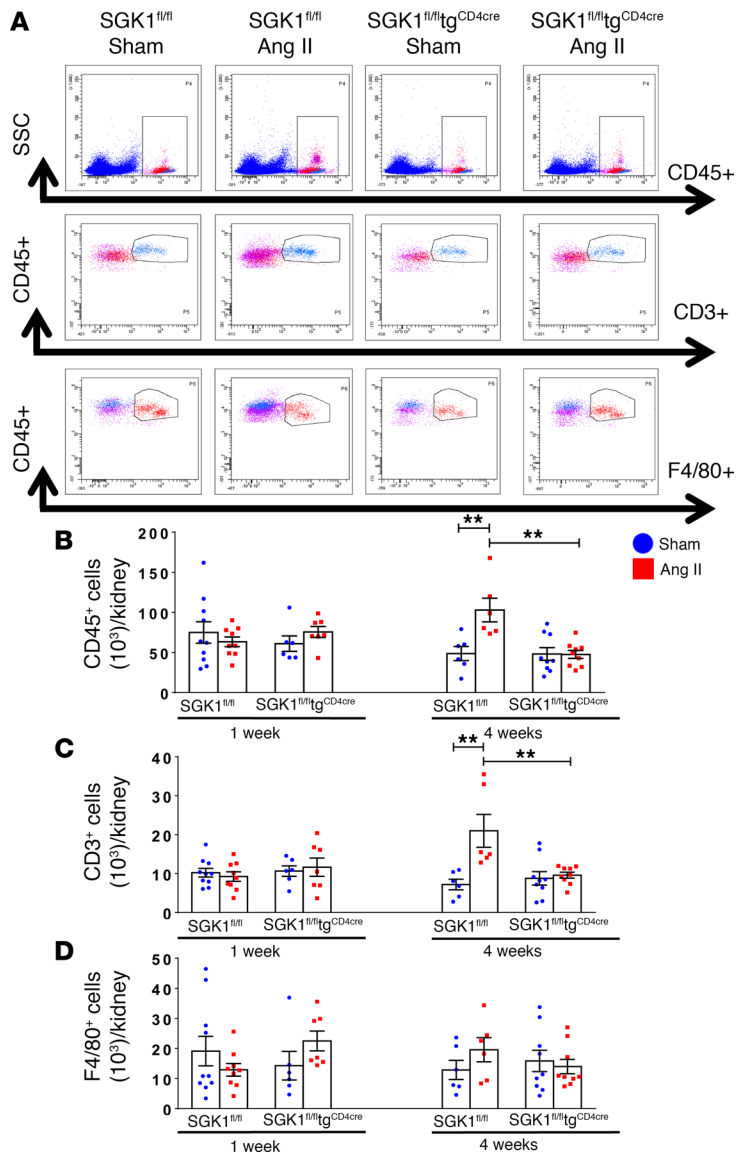 A
SGK1fl/fl Sham
SGK1fl/fl Ang II
SGK1fl/fltgCD4cre Sham
SGK1fl/fltgCD4cre Ang II
SSC
P4
P4
P4
P4
CD45+
CD45+
P5
P5
P5
P5
CD3+
CD45+
P6
P6
P6
P6
F4/80+
B
Sham
Ang II
CD45+ cells
(103)/kidney
200
150
100
50
0
**
**
SGK1fl/fl
SGK1fl/fltgCD4cre
SGK1fl/fl
SGK1fl/fltgCD4cre
1 week
4 weeks
C
CD3+ cells
(103)/kidney
40
30
20
10
0
**
**
SGK1fl/fl
SGK1fl/fltgCD4cre
SGK1fl/fl
SGK1fl/fltgCD4cre
1 week
4 weeks
D
F4/80+ cells
(103)/kidney
50
40
30
20
10
0
SGK1fl/fl
SGK1fl/fltgCD4cre
SGK1fl/fl
SGK1fl/fltgCD4cre
1 week
4 weeks